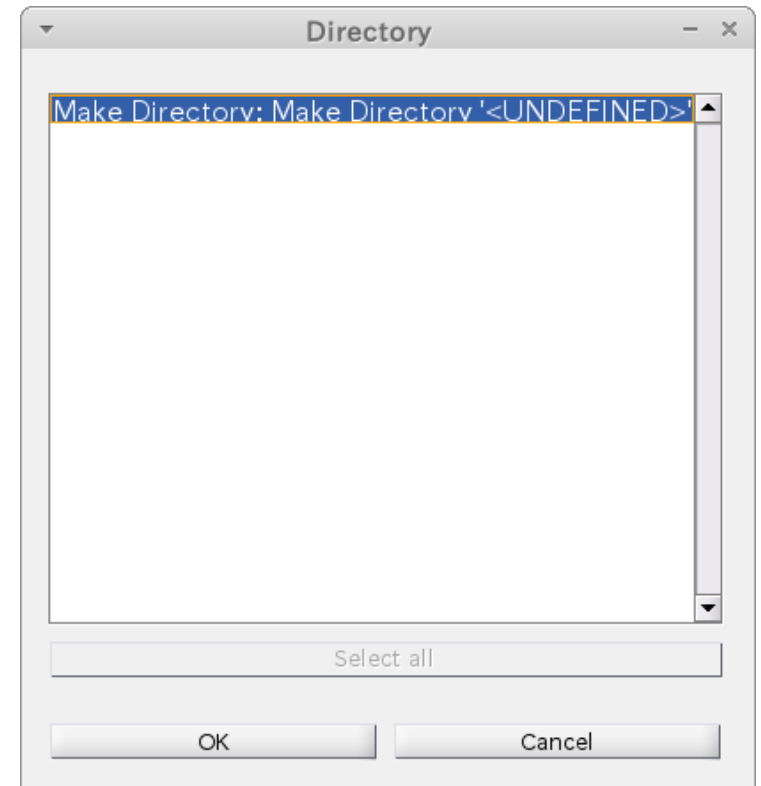 Directory
Make Directory: Make Directory '<UNDEFINED>'
Select all
OK
Cancel